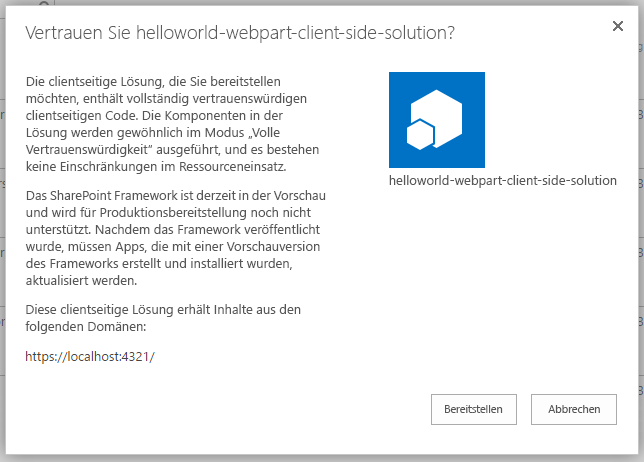 Vertrauen Sie helloworld-webpart-client-side-solution?
Die clientseitige Lösung, die Sie bereitstellen
möchten, enthält vollständig vertrauenswürdigen
clientseitigen Code. Die Komponenten in der
Lösung werden gewöhnlich im Modus „Volle
Vertrauenswürdigkeit“ ausgeführt, und es bestehen
keine Einschränkungen im Ressourceneinsatz.
helloworld-webpart-client-side-solution
Das SharePoint Framework ist derzeit in der Vorschau
und wird für Produktionsbereitstellung noch nicht
unterstützt. Nachdem das Framework veröffentlicht
wurde, müssen Apps, die mit einer Vorschauversion
des Frameworks erstellt und installiert wurden,
aktualisiert werden.
Diese clientseitige Lösung erhält Inhalte aus den
folgenden Domänen:
https://localhost:4321/
Bereitstellen
Abbrechen